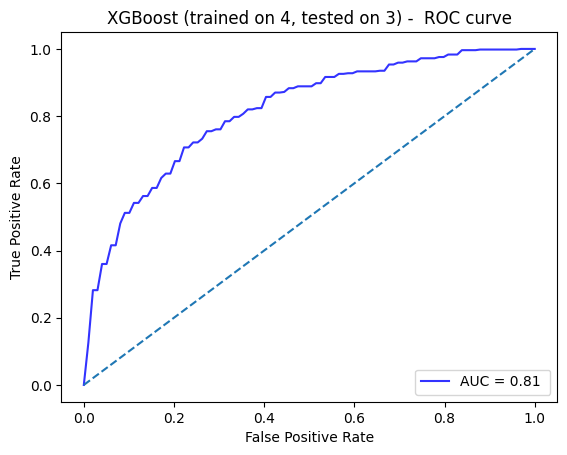 XGBoost (trained on 4, tested on 3) -  ROC curve
True Positive Rate
1.0
0.8
0.6
0.4
0.2
0.0
AUC = 0.81
0.0 0.2 0.4 0.6 0.8 1.0
False Positive Rate